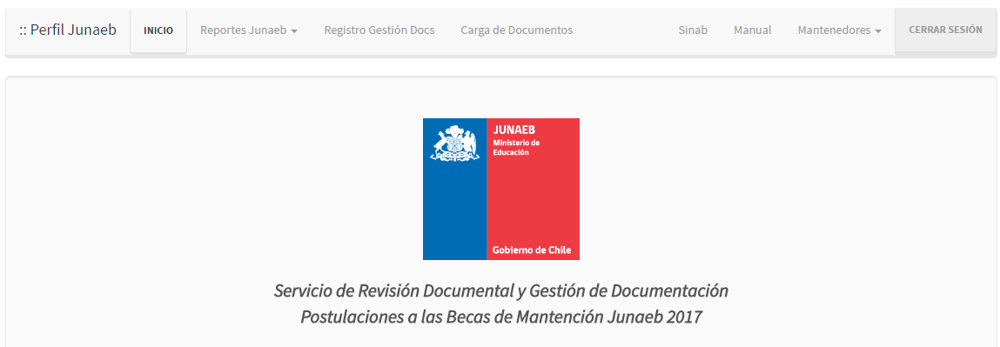 :: Perfil Junaeb INICIO Reportes Junaeb Registro Gestión Docs Carga de Documentos Sinab Manual Mantenedores CERRAR SESIÓN
JUNAEB
Ministerio de
Educación
Gobierno de Chile
Servicio de Revisión Documental y Gestión de Documentación
Postulaciones a las Becas de Mantención Junaeb 2017